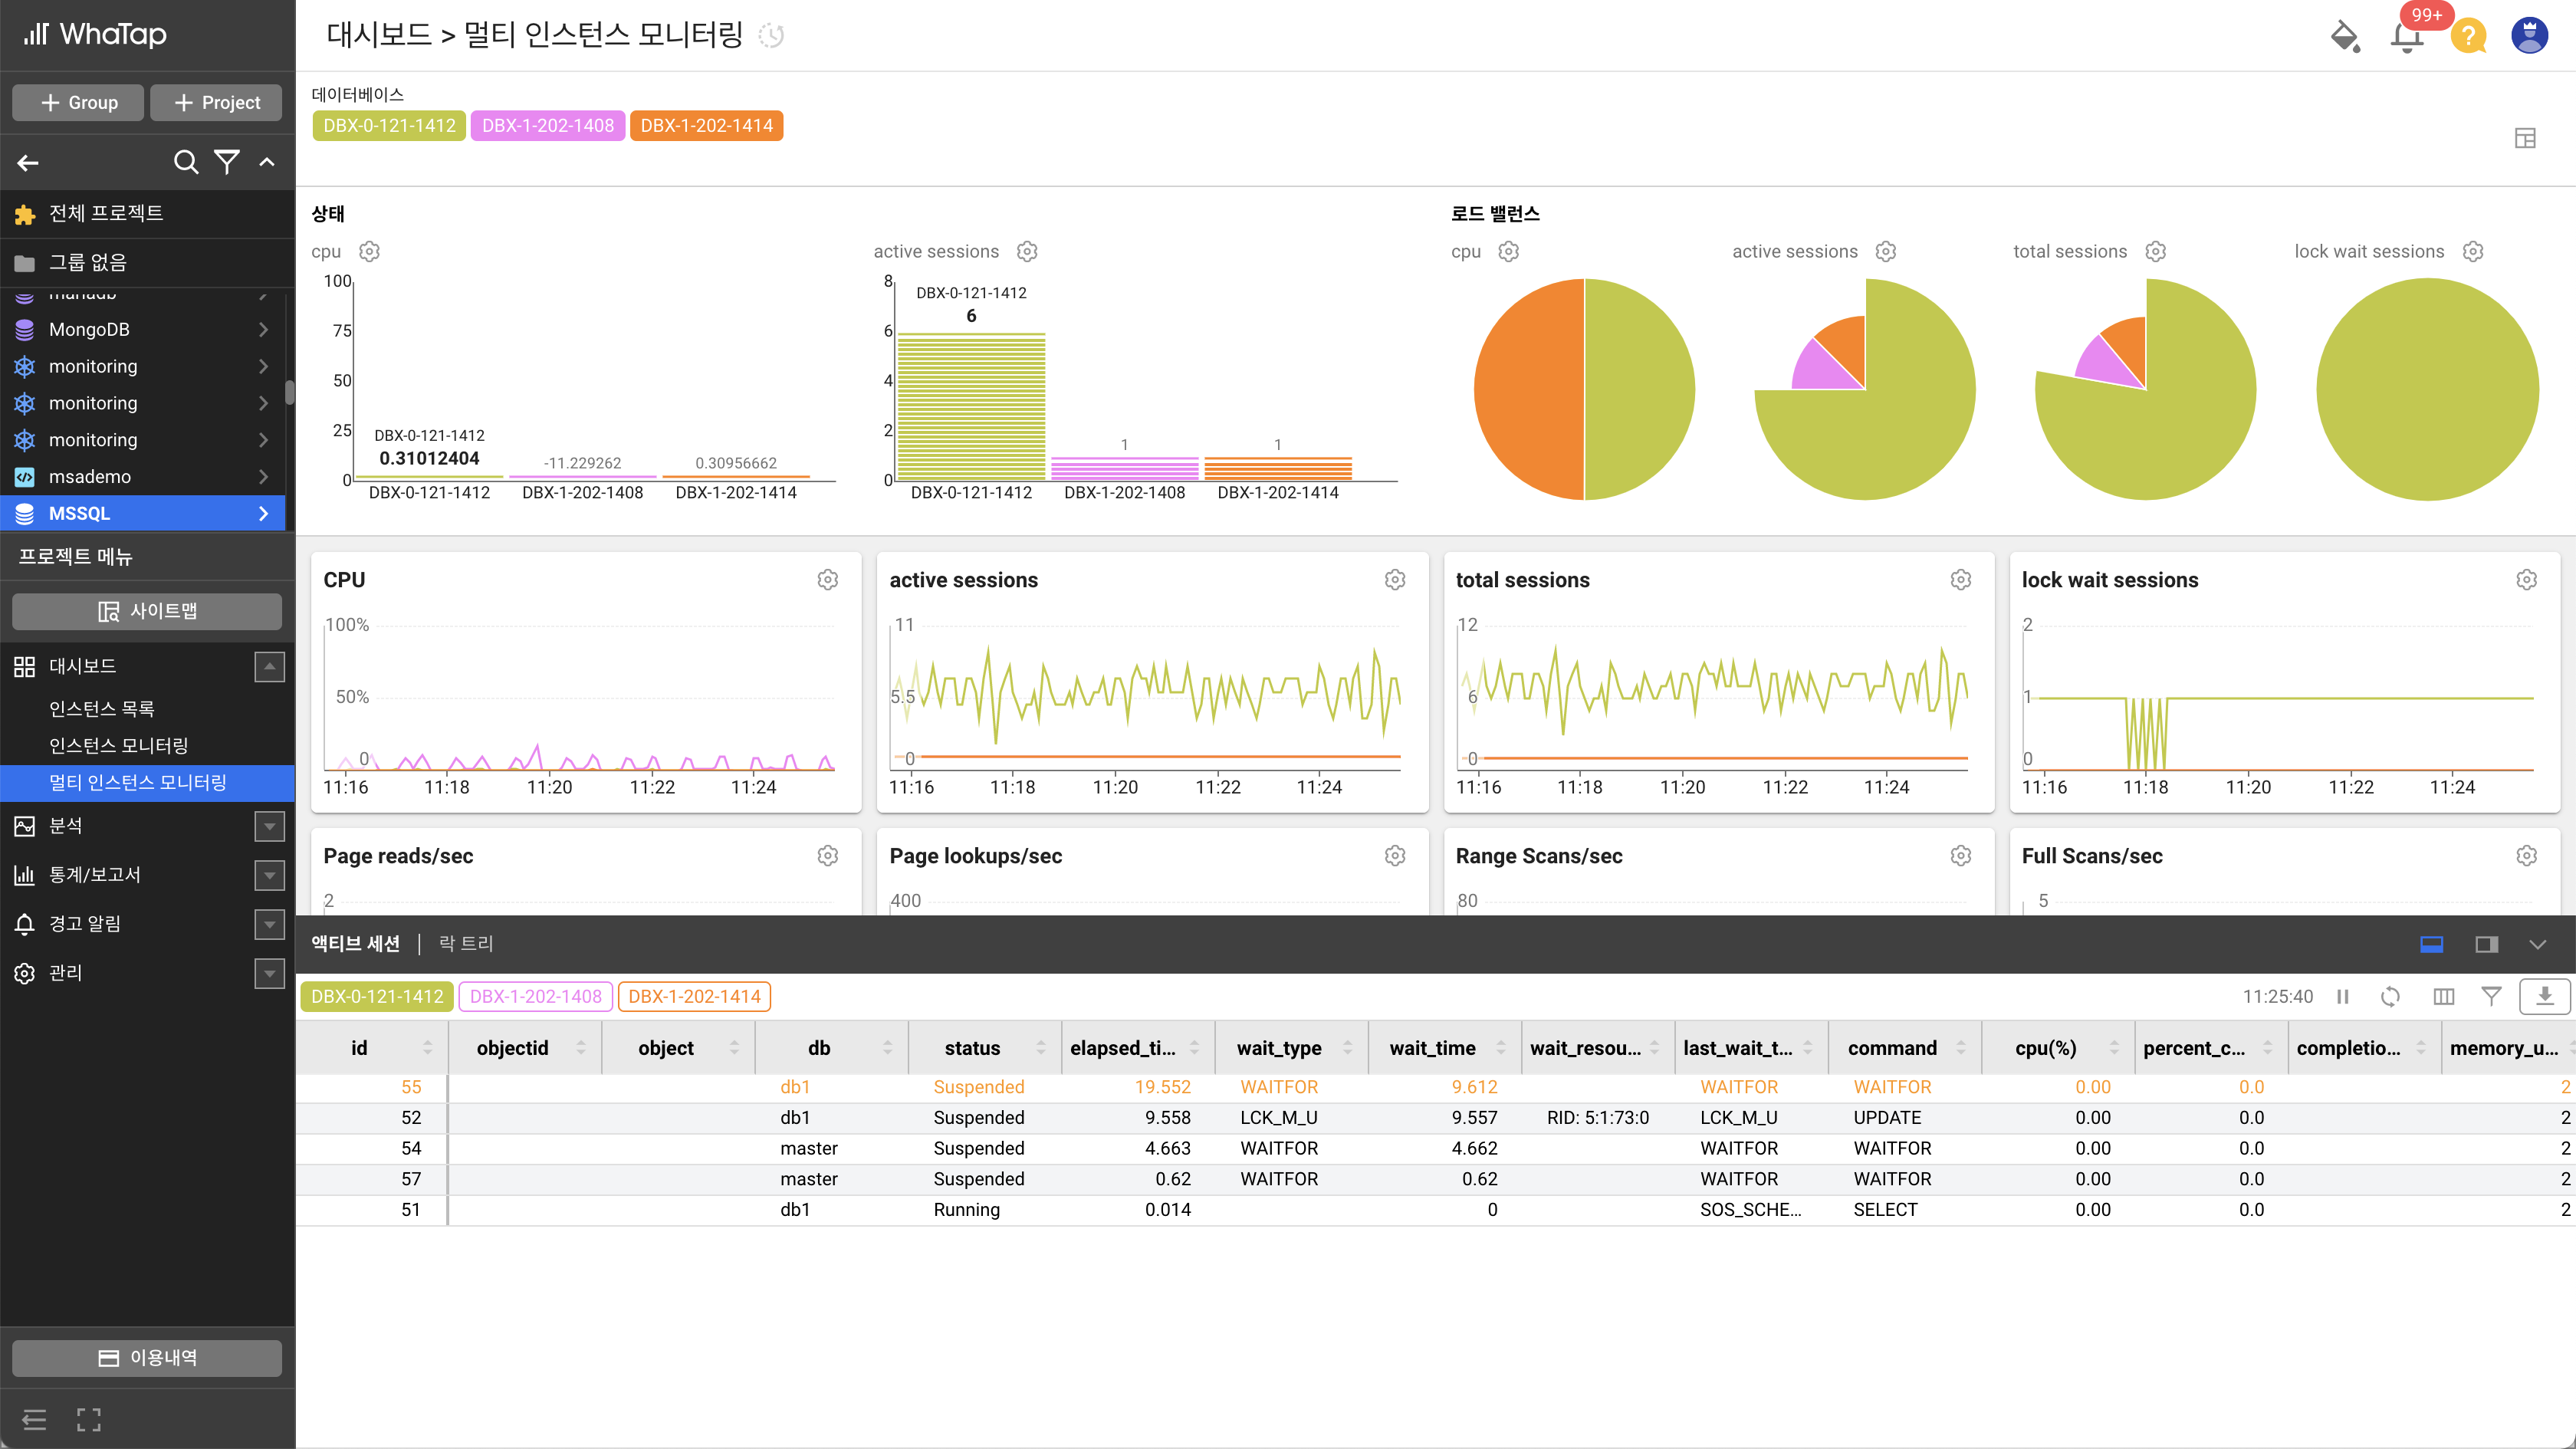 WhaTap
대시보드 > 멀티 인스턴스 모니터링
99+
?
+ Group
+ Project
전체 프로젝트
그룹 없음
MongoDB
monitoring
monitoring
monitoring
msademo
MSSQL
프로젝트 메뉴
사이트맵
대시보드
인스턴스 목록
인스턴스 모니터링
멀티 인스턴스 모니터링
분석
통계/보고서
경고 알림
관리
이용내역
데이터베이스
DBX-0-121-1412 DBX-1-202-1408 DBX-1-202-1414
상태
cpu
100
75
50
25
0
DBX-0-121-1412
0.31012404
-11.229262
0.30956662
DBX-0-121-1412 DBX-1-202-1408 DBX-1-202-1414
active sessions
8
6
4
2
0
DBX-0-121-1412
6
1
1
DBX-0-121-1412 DBX-1-202-1408 DBX-1-202-1414
로드 밸런스
cpu
active sessions
total sessions
lock wait sessions
CPU
100%
50%
0
11:16 11:18 11:20 11:22 11:24
active sessions
11
5.5
0
11:16 11:18 11:20 11:22 11:24
total sessions
12
6
0
11:16 11:18 11:20 11:22 11:24
lock wait sessions
2
1
0
11:16 11:18 11:20 11:22 11:24
Page reads/sec
2
Page lookups/sec
400
Range Scans/sec
80
Full Scans/sec
5
액티브 세션 | 락 트리
DBX-0-121-1412 DBX-1-202-1408 DBX-1-202-1414
11:25:40
id objectid object db status elapsed_ti... wait_type wait_time wait_resou... last_wait_t... command cpu(%) percent_c... completio... memory_u...
55 db1 Suspended 19.552 WAITFOR 9.612 WAITFOR WAITFOR 0.00 0.0 2
52 db1 Suspended 9.558 LCK_M_U 9.557 RID: 5:1:73:0 LCK_M_U UPDATE 0.00 0.0 2
54 master Suspended 4.663 WAITFOR 4.662 WAITFOR WAITFOR 0.00 0.0 2
57 master Suspended 0.62 WAITFOR 0.62 WAITFOR WAITFOR 0.00 0.0 2
51 db1 Running 0.014 0 SOS_SCHE... SELECT 0.00 0.0 2